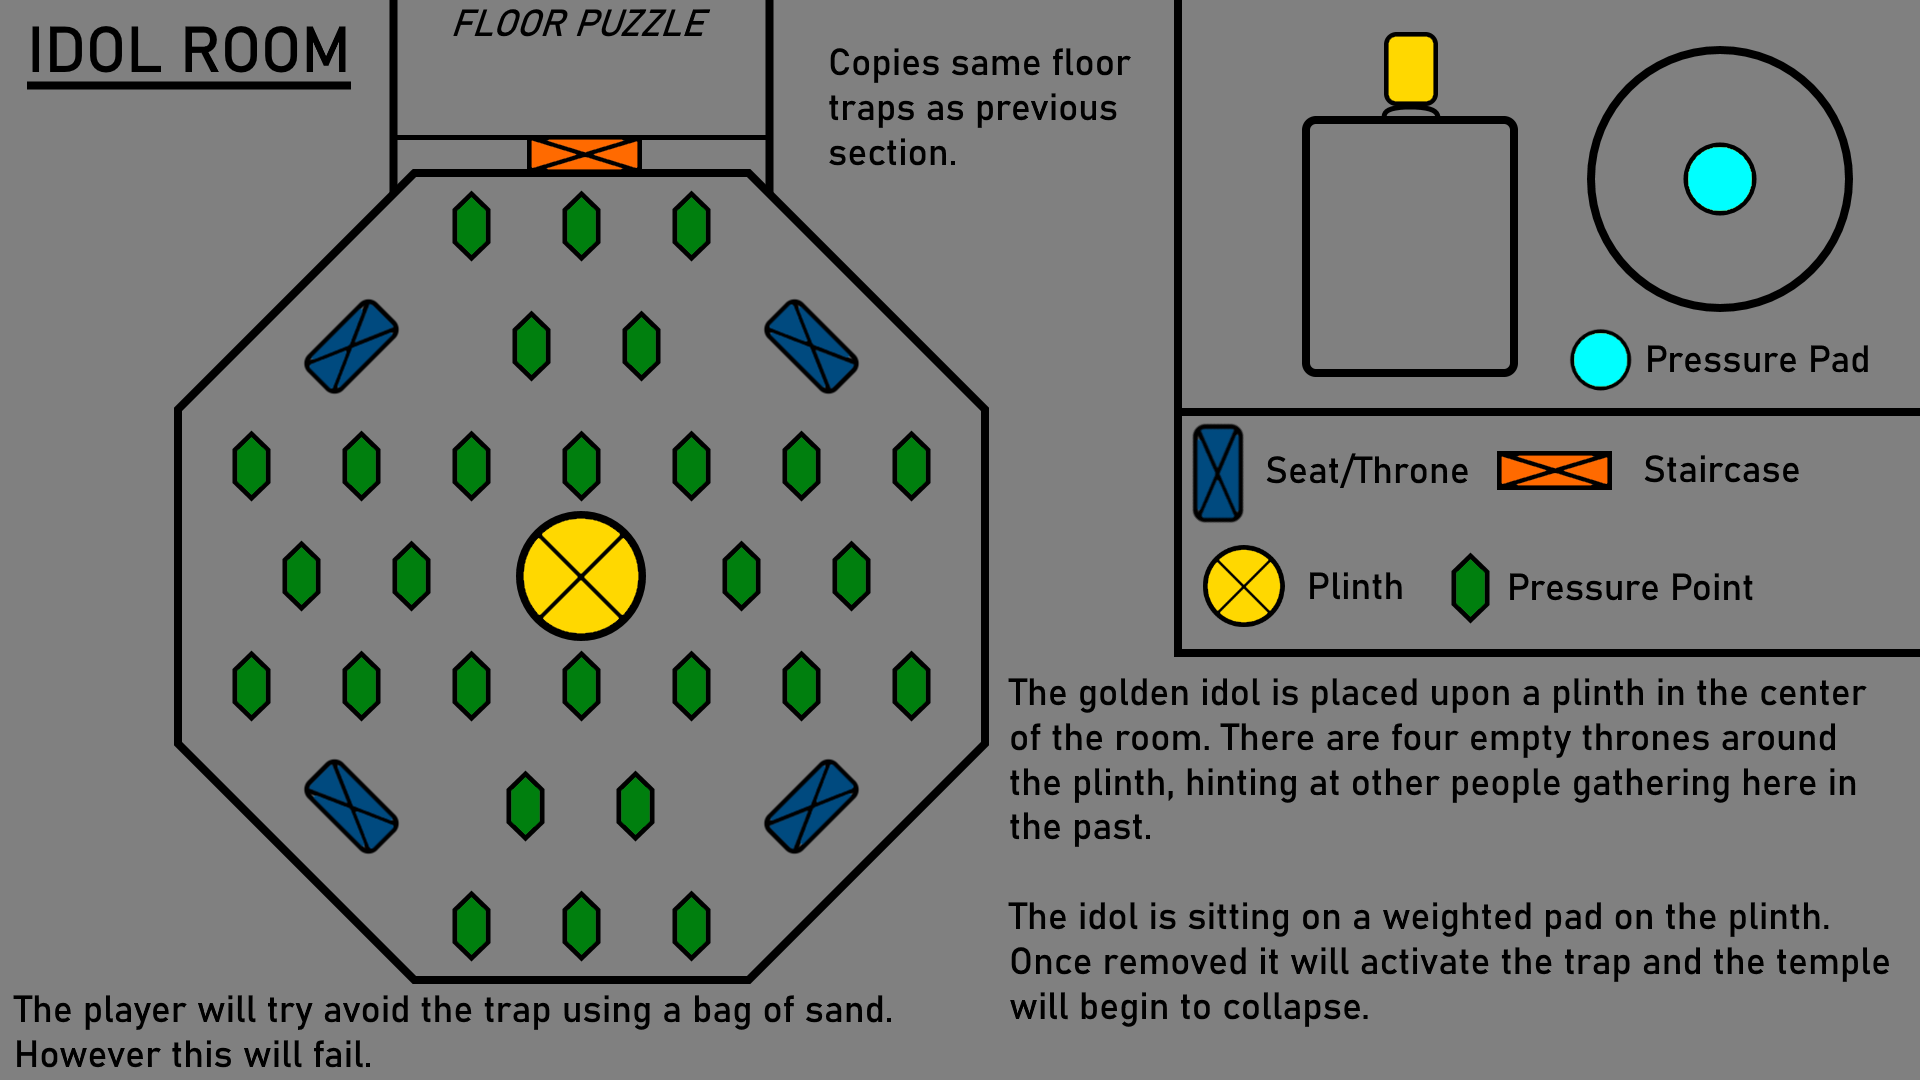 IDOL ROOM
FLOOR PUZZLE
Copies same floor
traps as previous
section.
Pressure Pad
Seat/Throne
Staircase
Plinth
Pressure Point
The golden idol is placed upon a plinth in the center
of the room. There are four empty thrones around
the plinth, hinting at other people gathering here in
the past.
The idol is sitting on a weighted pad on the plinth.
Once removed it will activate the trap and the temple
will begin to collapse.
The player will try avoid the trap using a bag of sand.
However this will fail.